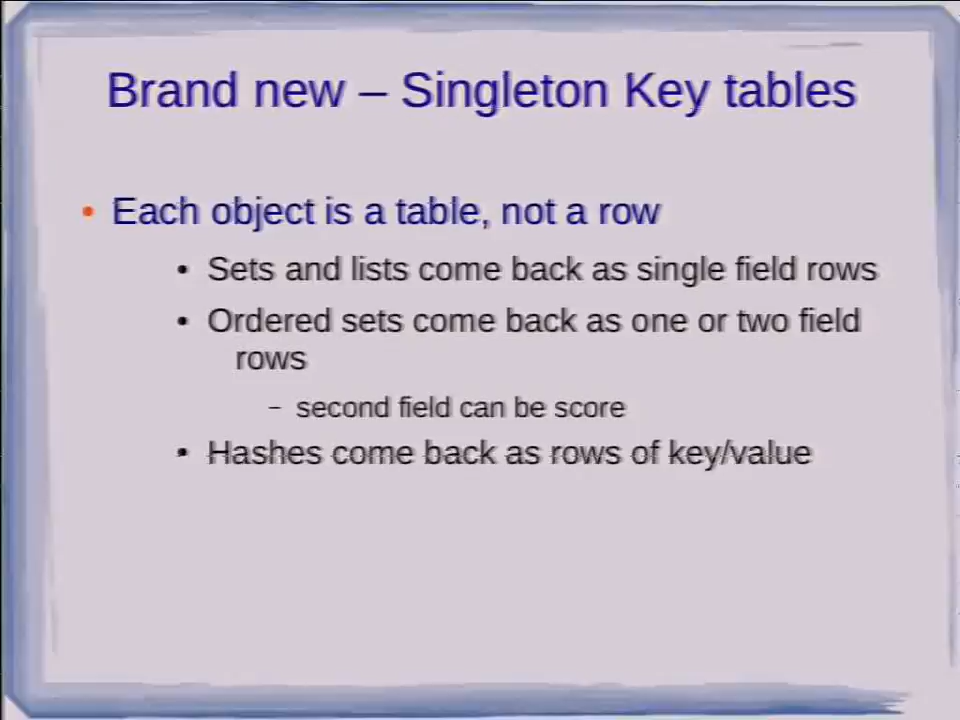 Brand new – Singleton Key tables
• Each object is a table, not a row
• Sets and lists come back as single field rows
• Ordered sets come back as one or two field
rows
– second field can be score
• Hashes come back as rows of key/value